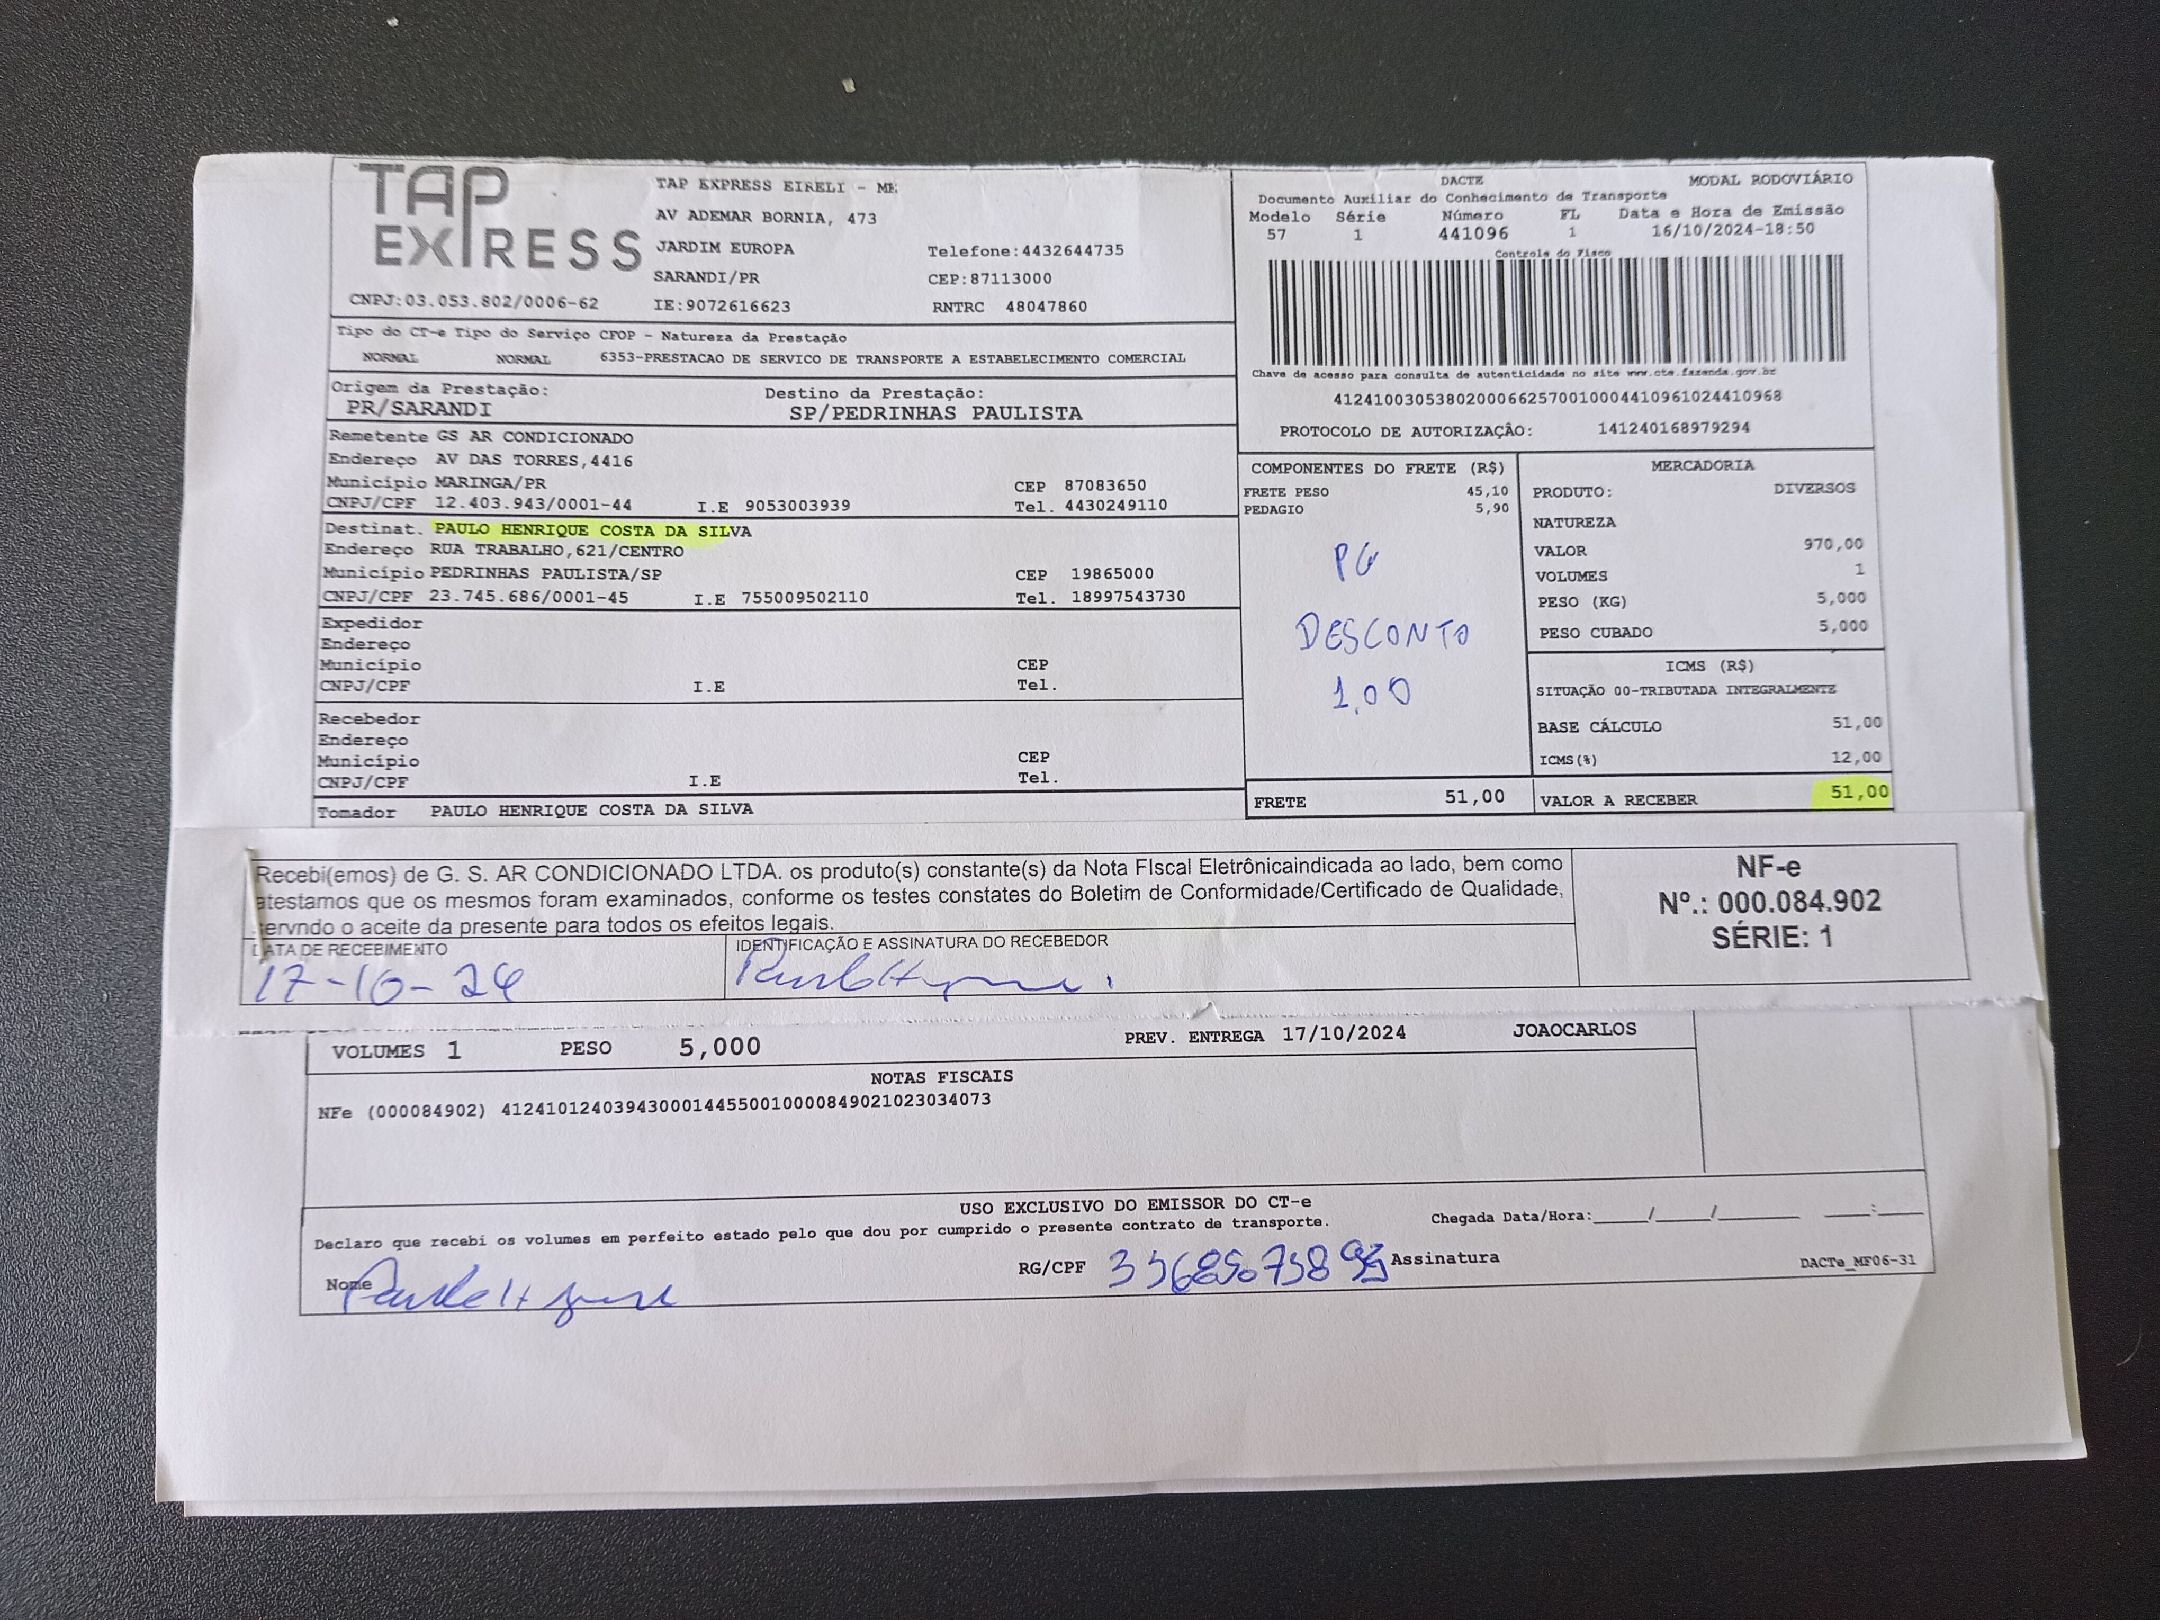 TAP
EXPRESS
TAP EXPRESS EIRELI - ME
AV ADEMAR BORNIA, 473
JARDIM EUROPA
Telefone:4432644735
SARANDI/PR
CEP:87113000
CNPJ:03.053.802/0006-62
IE:9072616623
RNTRC 48047860
DACTE
MODAL RODOVIÁRIO
Documento Auxiliar do Conhecimento de Transporte
Modelo Série Número FL Data e Hora de Emissão
57 1 441096 1 16/10/2024-18:50
Controle do Fisco
Chave de acesso para consulta de autenticidade no site www.cte.fazenda.gov.br
41241003053802000662570010004410961024410968
PROTOCOLO DE AUTORIZAÇÂO: 141240168979294
Tipo do CT-e Tipo do Serviço CFOP - Natureza da Prestação
NORMAL NORMAL 6353-PRESTACAO DE SERVICO DE TRANSPORTE A ESTABELECIMENTO COMERCIAL
Origem da Prestação: Destino da Prestação:
PR/SARANDI SP/PEDRINHAS PAULISTA
Remetente GS AR CONDICIONADO
Endereço AV DAS TORRES,4416
Município MARINGA/PR CEP 87083650
CNPJ/CPF 12.403.943/0001-44 I.E 9053003939 Tel. 4430249110
Destinat. PAULO HENRIQUE COSTA DA SILVA
Endereço RUA TRABALHO,621/CENTRO
Município PEDRINHAS PAULISTA/SP CEP 19865000
CNPJ/CPF 23.745.686/0001-45 I.E 755009502110 Tel. 18997543730
Expedidor
Endereço
Município CEP
CNPJ/CPF I.E Tel.
Recebedor
Endereço
Município CEP
CNPJ/CPF I.E Tel.
Tomador PAULO HENRIQUE COSTA DA SILVA
COMPONENTES DO FRETE (R$)
FRETE PESO 45,10
PEDAGIO 5,90
PG
DESCONTO
1,00
FRETE 51,00
MERCADORIA
PRODUTO: DIVERSOS
NATUREZA
VALOR 970,00
VOLUMES 1
PESO (KG) 5,000
PESO CUBADO 5,000
ICMS (R$)
SITUAÇÃO 00-TRIBUTADA INTEGRALMENTE
BASE CÁLCULO 51,00
ICMS(%) 12,00
VALOR A RECEBER 51,00
Recebi(emos) de G. S. AR CONDICIONADO LTDA. os produto(s) constante(s) da Nota FIscal Eletrônicaindicada ao lado, bem como
atestamos que os mesmos foram examinados, conforme os testes constates do Boletim de Conformidade/Certificado de Qualidade,
servndo o aceite da presente para todos os efeitos legais.
DATA DE RECEBIMENTO
17-10-24
IDENTIFICAÇÃO E ASSINATURA DO RECEBEDOR
NF-e
Nº.: 000.084.902
SÉRIE: 1
VOLUMES 1 PESO 5,000 PREV. ENTREGA 17/10/2024 JOAOCARLOS
NOTAS FISCAIS
NFe (000084902) 41241012403943000144550010000849021023034073
USO EXCLUSIVO DO EMISSOR DO CT-e
Declaro que recebi os volumes em perfeito estado pelo que dou por cumprido o presente contrato de transporte.
Chegada Data/Hora:_____/_____/________ ____:____
Nome
RG/CPF
Assinatura
DACTe_MF06-31